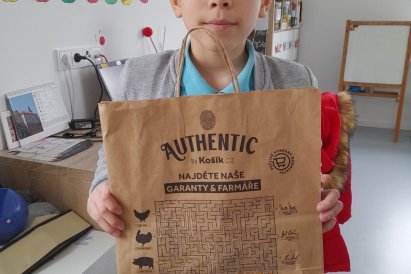 AUTHENTIC
by Košík.cz
NAJDĚTE NAŠE
GARANTY & FARMÁŘE